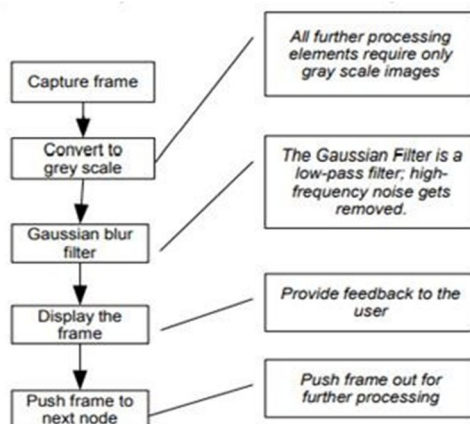 Capture frame
Convert to
grey scale
Gaussian blur
filter
Display the
frame
Push frame to
next node
All further processing
elements require only
gray scale images
The Gaussian Filter is a
low-pass filter; high-
frequency noise gets
removed.
Provide feedback to the
user
Push frame out for
further processing